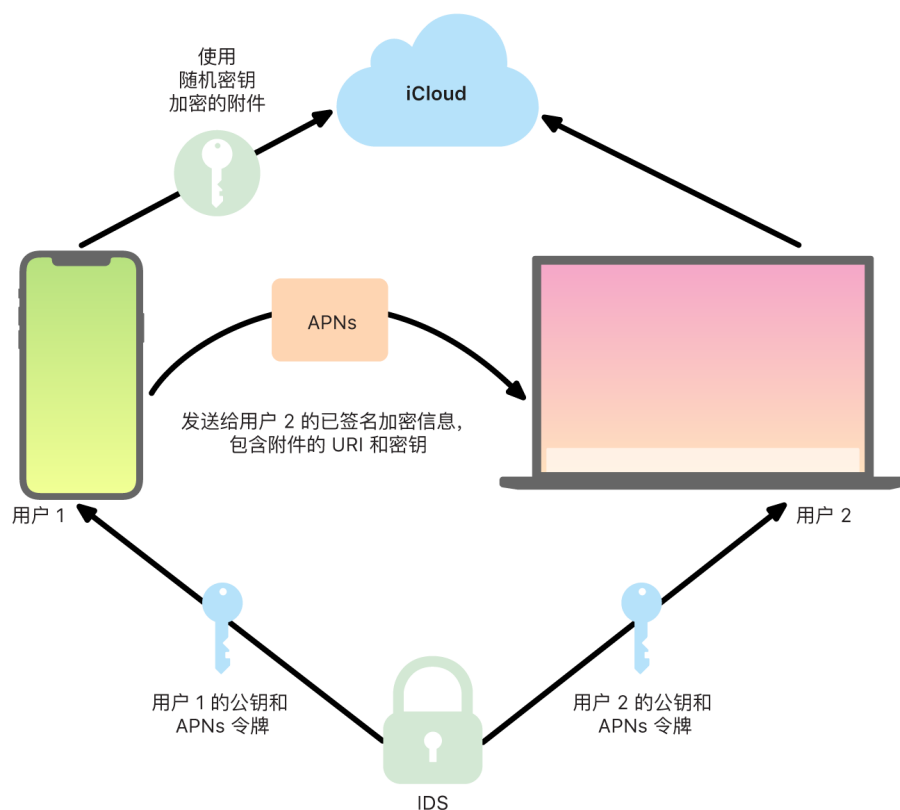 使用
随机密钥
加密的附件
iCloud
APNs
发送给用户 2 的已签名加密信息，
包含附件的 URI 和密钥
用户 1
用户 2
用户 1 的公钥和
APNs 令牌
用户 2 的公钥和
APNs 令牌
IDS